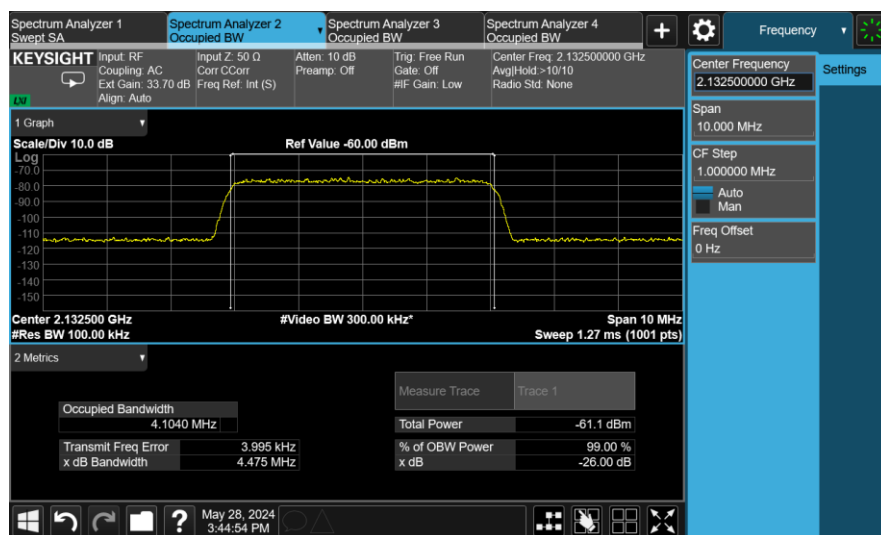 Spectrum Analyzer 1
Swept SA
Spectrum Analyzer 2
Occupied BW
Spectrum Analyzer 3
Occupied BW
Spectrum Analyzer 4
Occupied BW
+
Frequency
KEYSIGHT
Input: RF
Coupling: AC
Ext Gain: 33.70 dB
Align: Auto
Input Z: 50 Ω
Corr CCorr
Freq Ref: Int (S)
Atten: 10 dB
Preamp: Off
Trig: Free Run
Gate: Off
#IF Gain: Low
Center Freq: 2.132500000 GHz
Avg|Hold:>10/10
Radio Std: None
LXI
Center Frequency
2.132500000 GHz
Settings
Span
10.000 MHz
CF Step
1.000000 MHz
Auto
Man
Freq Offset
0 Hz
1 Graph
Scale/Div 10.0 dB
Ref Value -60.00 dBm
Log
-70.0
-80.0
-90.0
-100
-110
-120
-130
-140
-150
Center 2.132500 GHz
#Video BW 300.00 kHz*
Span 10 MHz
#Res BW 100.00 kHz
Sweep 1.27 ms (1001 pts)
2 Metrics
Measure Trace
Trace 1
Occupied Bandwidth
4.1040 MHz
Total Power
-61.1 dBm
Transmit Freq Error
3.995 kHz
% of OBW Power
99.00 %
x dB Bandwidth
4.475 MHz
x dB
-26.00 dB
?
May 28, 2024
3:44:54 PM